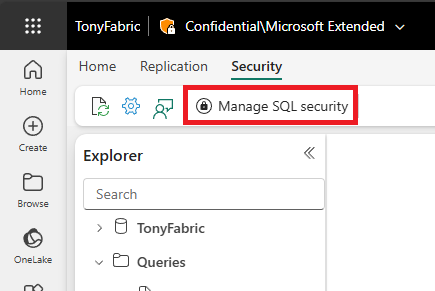 TonyFabric Confidential\Microsoft Extended
Home Replication Security
Home
Manage SQL security
Create
Explorer
Browse
Search
TonyFabric
OneLake
Queries